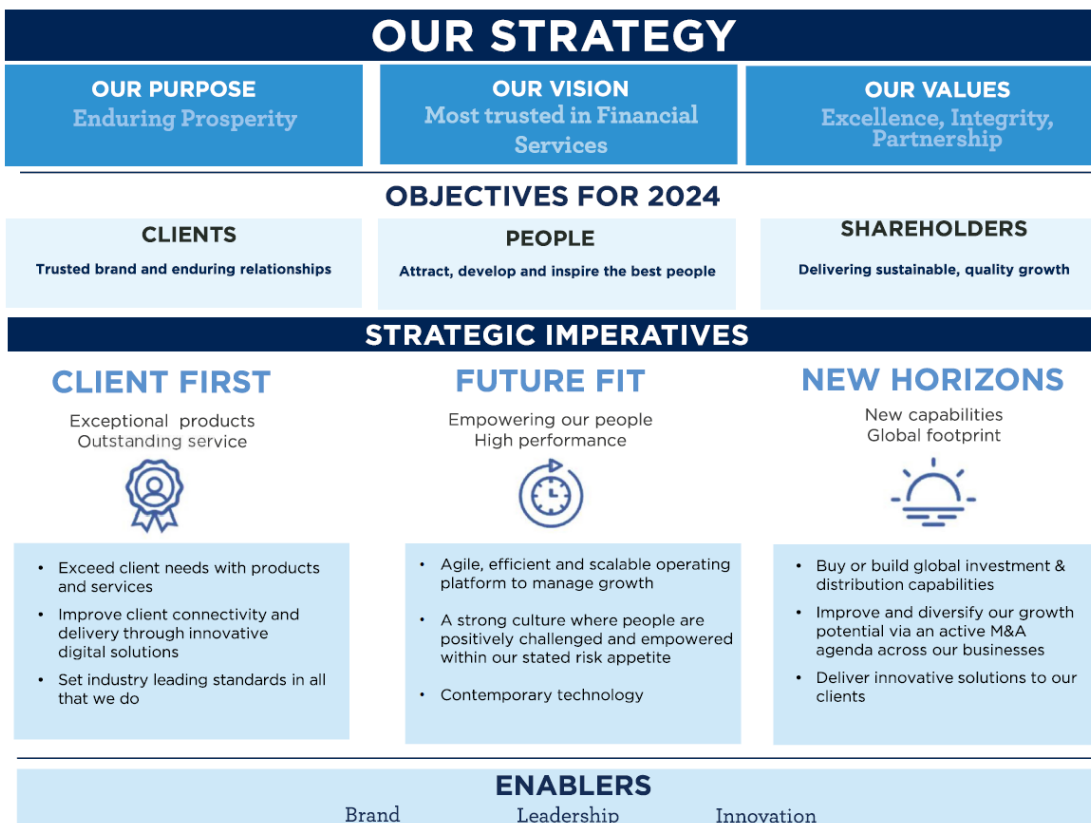 OUR STRATEGY
OUR PURPOSE
Enduring Prosperity
OUR VISION
Most trusted in Financial
Services
OUR VALUES
Excellence, Integrity,
Partnership
OBJECTIVES FOR 2024
CLIENTS
Trusted brand and enduring relationships
PEOPLE
Attract, develop and inspire the best people
SHAREHOLDERS
Delivering sustainable, quality growth
STRATEGIC IMPERATIVES
CLIENT FIRST
Exceptional products
Outstanding service
• Exceed client needs with products
and services
• Improve client connectivity and
delivery through innovative
digital solutions
• Set industry leading standards in all
that we do
FUTURE FIT
Empowering our people
High performance
• Agile, efficient and scalable operating
platform to manage growth
• A strong culture where people are
positively challenged and empowered
within our stated risk appetite
• Contemporary technology
NEW HORIZONS
New capabilities
Global footprint
• Buy or build global investment &
distribution capabilities
• Improve and diversify our growth
potential via an active M&A
agenda across our businesses
• Deliver innovative solutions to our
clients
ENABLERS
Brand
Leadership
Innovation